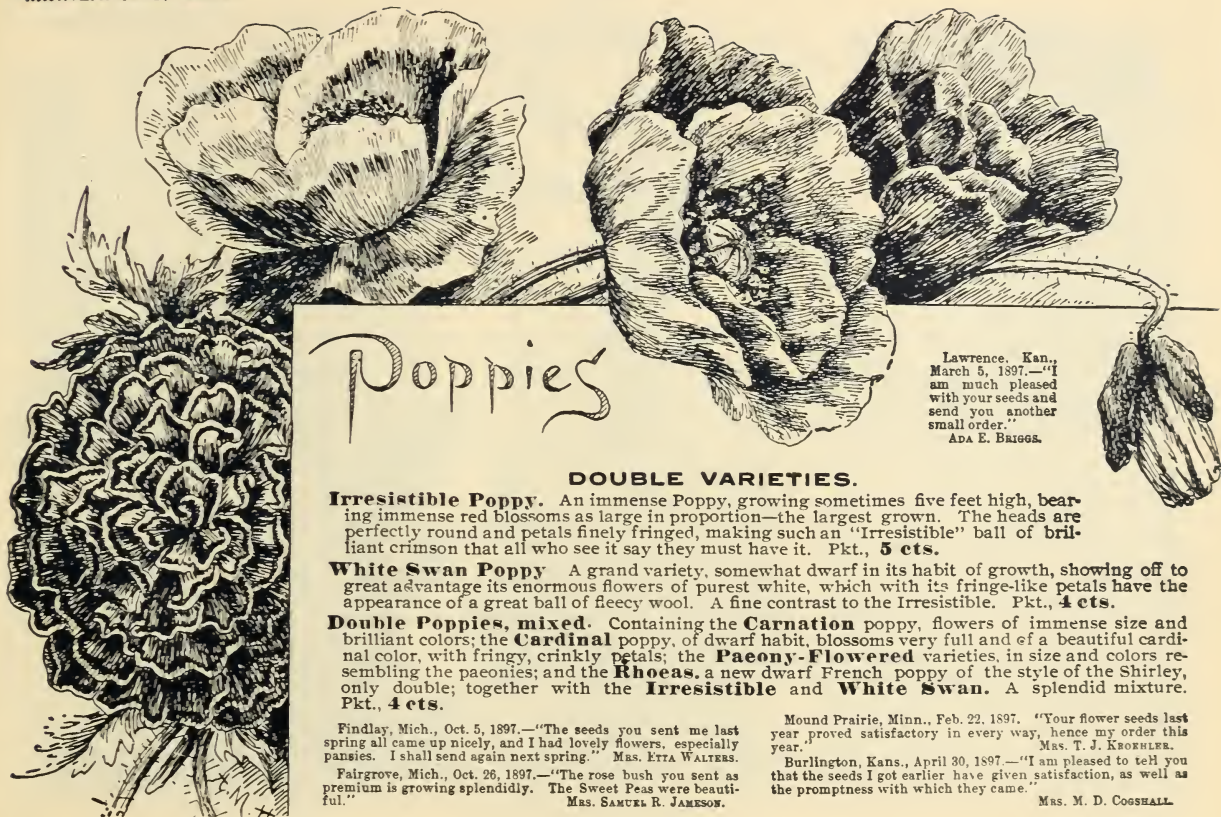 Poppies
Lawrence, Kan.,
March 5, 1897.—"I
am much pleased
with your seeds and
send you another
small order."
ADA E. BRIGGS.
DOUBLE VARIETIES.
Irresistible Poppy. An immense Poppy, growing sometimes five feet high, bear-
ing immense red blossoms as large in proportion—the largest grown. The heads are
perfectly round and petals finely fringed, making such an "Irresistible" ball of bril-
liant crimson that all who see it say they must have it. Pkt., 5 cts.
White Swan Poppy A grand variety, somewhat dwarf in its habit of growth, showing off to
great advantage its enormous flowers of purest white, which with its fringe-like petals have the
appearance of a great ball of fleecy wool. A fine contrast to the Irresistible. Pkt., 4 cts.
Double Poppies, mixed. Containing the Carnation poppy, flowers of immense size and
brilliant colors; the Cardinal poppy, of dwarf habit, blossoms very full and of a beautiful cardi-
nal color, with fringy, crinkly petals; the Paeony-Flowered varieties, in size and colors re-
sembling the paeonies; and the Rhoeas, a new dwarf French poppy of the style of the Shirley,
only double; together with the Irresistible and White Swan. A splendid mixture.
Pkt., 4 cts.
Findlay, Mich., Oct. 5, 1897.—"The seeds you sent me last
spring all came up nicely, and I had lovely flowers, especially
pansies. I shall send again next spring." MRS. ETTA WALTERS.
Fairgrove, Mich., Oct. 26, 1897.—"The rose bush you sent as
premium is growing splendidly. The Sweet Peas were beauti-
ful." MRS. SAMUEL R. JAMESON.
Mound Prairie, Minn., Feb. 22, 1897. "Your flower seeds last
year proved satisfactory in every way, hence my order this
year." MRS. T. J. KROEHLER.
Burlington, Kans., April 30, 1897.—"I am pleased to tell you
that the seeds I got earlier have given satisfaction, as well as
the promptness with which they came."
MRS. M. D. COGSHALL.